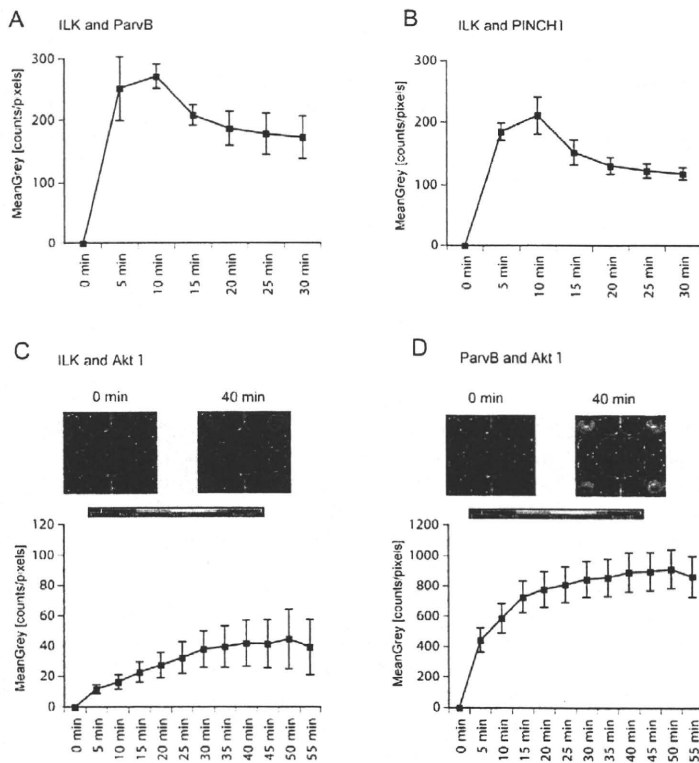 A
ILK and ParvB
MeanGrey [counts/pixels]
300
200
100
0
0 min
5 min
10 min
15 min
20 min
25 min
30 min
B
ILK and PINCH1
MeanGrey [counts/pixels]
300
200
100
0
0 min
5 min
10 min
15 min
20 min
25 min
30 min
C
ILK and Akt 1
0 min
40 min
MeanGrey [counts/pixels]
120
100
80
60
40
20
0
0 min
5 min
10 min
15 min
20 min
25 min
30 min
35 min
40 min
45 min
50 min
55 min
D
ParvB and Akt 1
0 min
40 min
MeanGrey [counts/pixels]
1200
1000
800
600
400
200
0
0 min
5 min
10 min
15 min
20 min
25 min
30 min
35 min
40 min
45 min
50 min
55 min